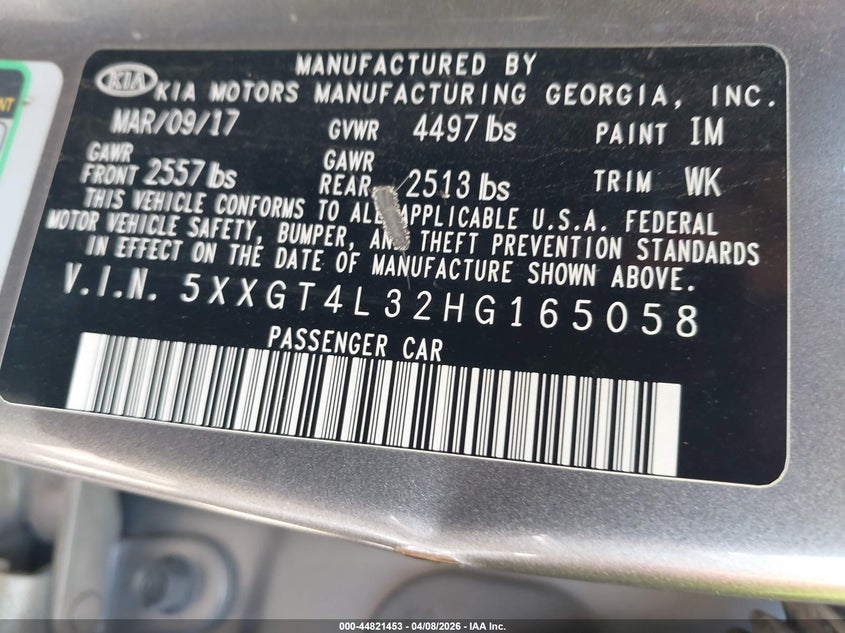 MANUFACTURED BY
KIA KIA MOTORS MANUFACTURING GEORGIA, INC.
MAR/09/17 GVWR 4497 lbs PAINT IM
GAWR FRONT 2557 lbs GAWR REAR 2513 lbs TRIM WK
THIS VEHICLE CONFORMS TO ALL APPLICABLE U.S.A. FEDERAL
MOTOR VEHICLE SAFETY, BUMPER, AND THEFT PREVENTION STANDARDS
IN EFFECT ON THE DATE OF MANUFACTURE SHOWN ABOVE.
V.I.N. 5XXGT4L32HG165058
PASSENGER CAR
000-44821453 04/08/2026 - IAA Inc.